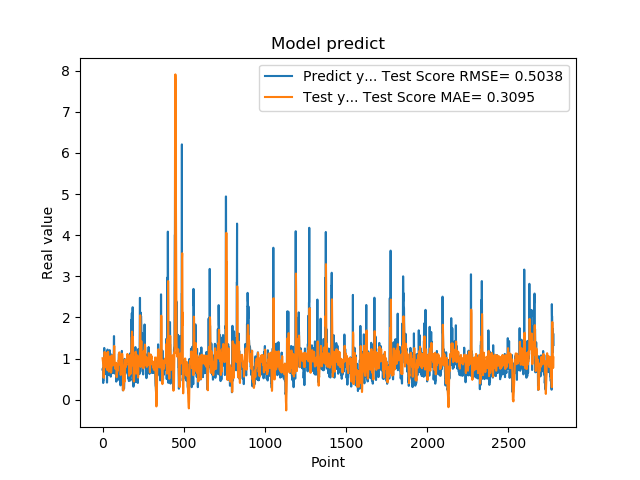 Model predict
Predict y... Test Score RMSE= 0.5038
Test y... Test Score MAE= 0.3095
8
7
6
5
4
3
2
1
0
Real value
0 500 1000 1500 2000 2500
Point